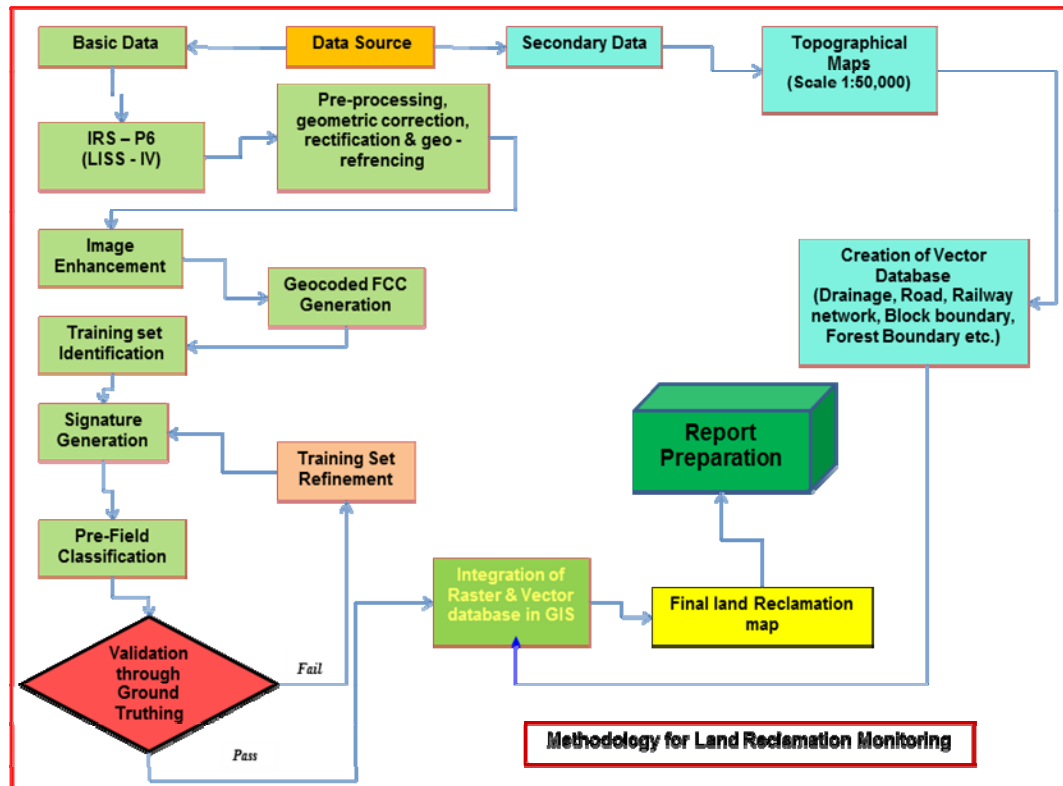 Basic Data
Data Source
Secondary Data
Topographical
Maps
(Scale 1:50,000)
IRS – P6
(LISS - IV)
Pre-processing,
geometric correction,
rectification & geo -
refrencing
Image
Enhancement
Geocoded FCC
Generation
Creation of Vector
Database
(Drainage, Road, Railway
network, Block boundary,
Forest Boundary etc.)
Training set
Identification
Signature
Generation
Training Set
Refinement
Report
Preparation
Pre-Field
Classification
Integration of
Raster & Vector
database in GIS
Final land Reclamation
map
Validation
through
Ground
Truthing
Fail
Pass
Methodology for Land Reclamation Monitoring